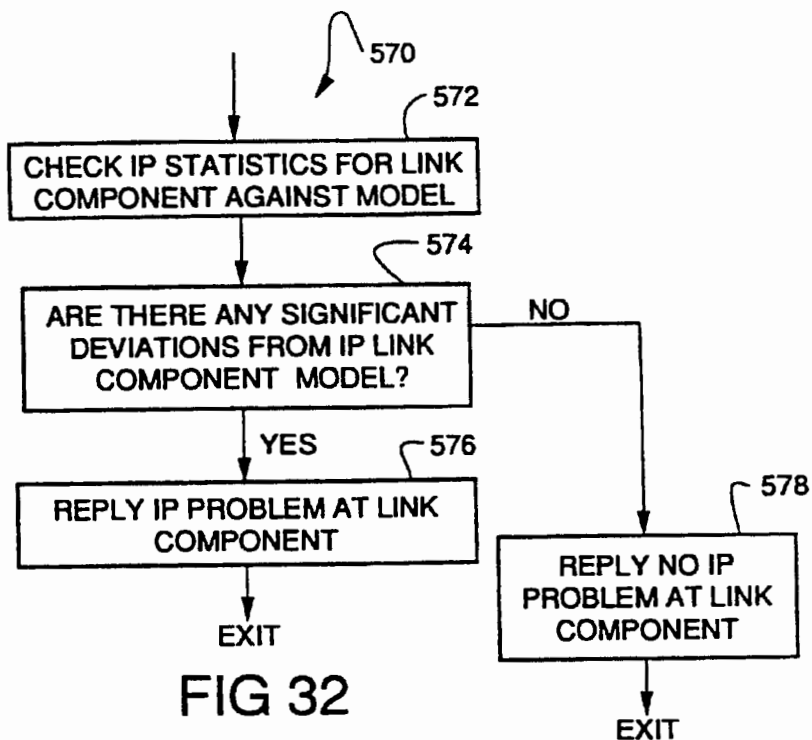 570
572
CHECK IP STATISTICS FOR LINK
COMPONENT AGAINST MODEL
574
ARE THERE ANY SIGNIFICANT
DEVIATIONS FROM IP LINK
COMPONENT MODEL?
NO
YES
576
REPLY IP PROBLEM AT LINK
COMPONENT
578
REPLY NO IP
PROBLEM AT LINK
COMPONENT
EXIT
FIG 32
EXIT